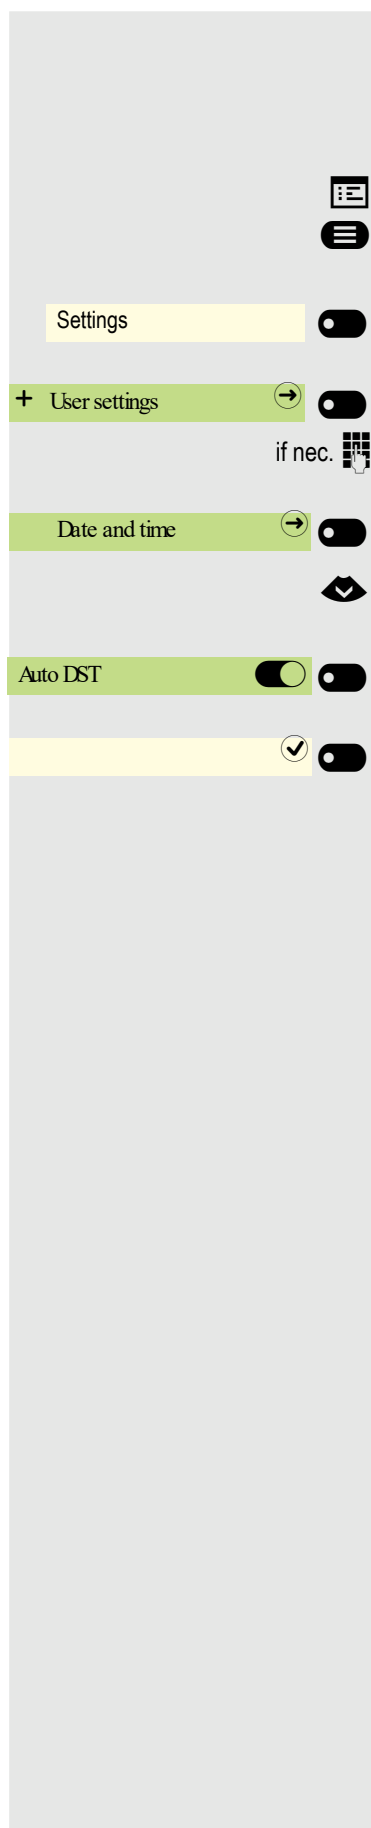 Settings
+ User settings
if nec.
Date and time
Auto DST